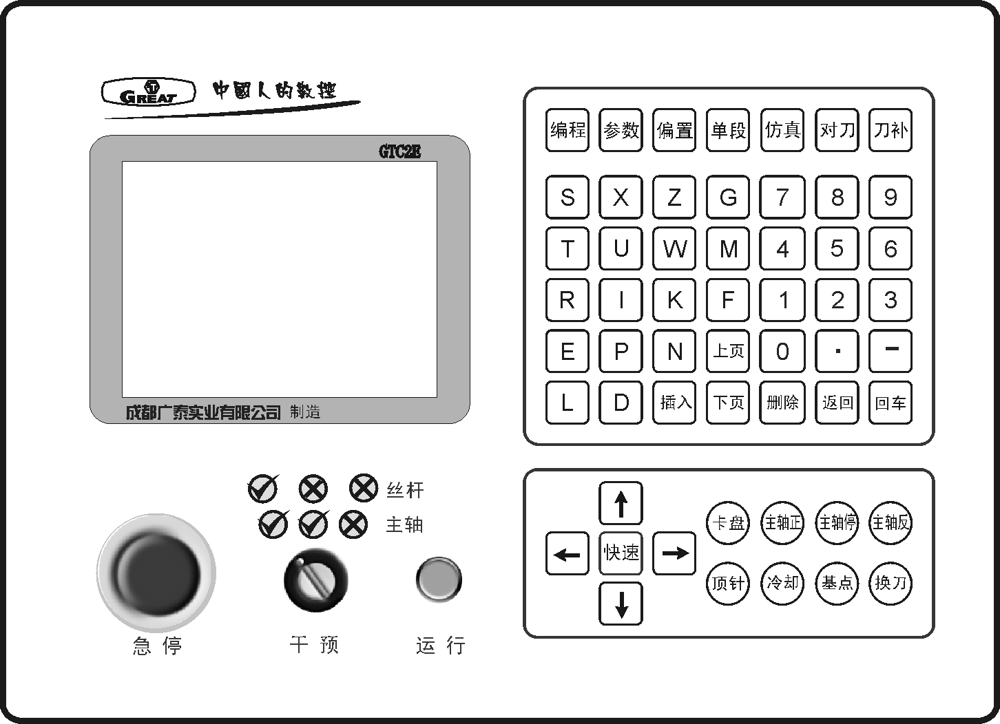 GREAT 中國人的数控
GTC2E
成都广泰实业有限公司 制造
丝杆
主轴
急停
干预
运行
编程 参数 偏置 单段 仿真 对刀 刀补
S X Z G 7 8 9
T U W M 4 5 6
R I K F 1 2 3
E P N 上页 0 . -
L D 插入 下页 删除 返回 回车
↑
← 快速 →
↓
卡盘 主轴正 主轴停 主轴反
顶针 冷却 基点 换刀